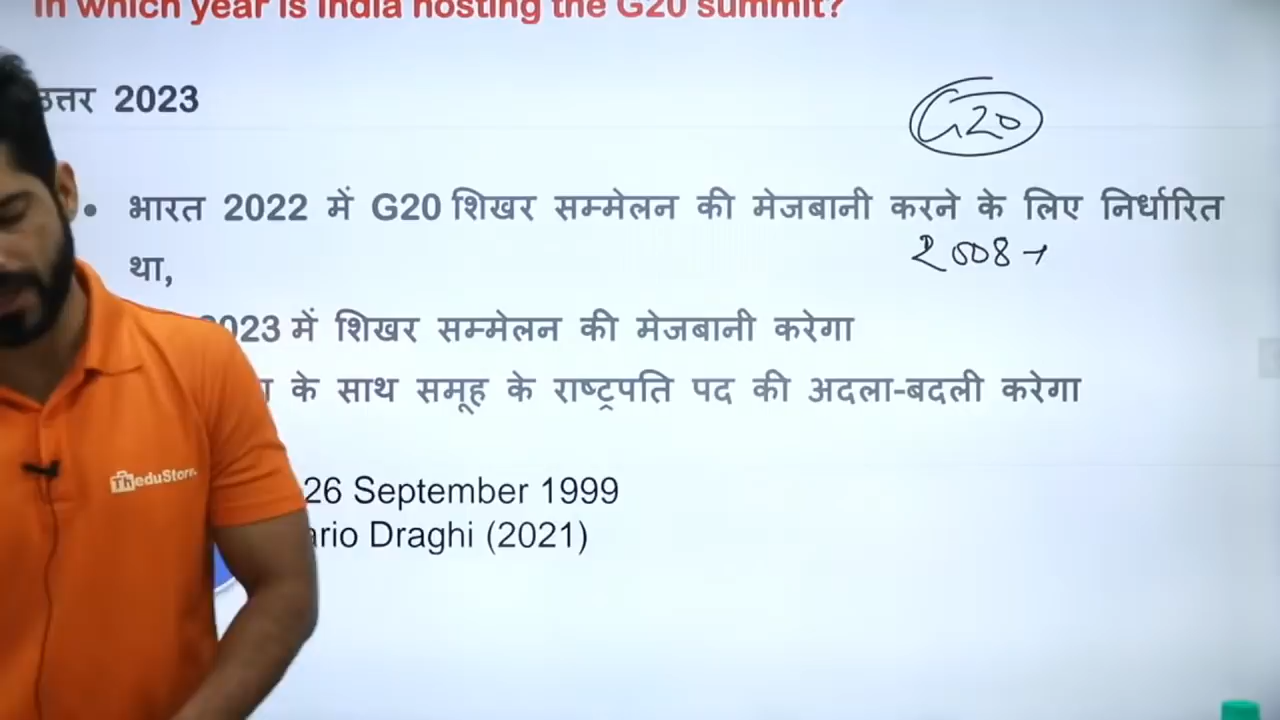 In which year is India hosting the G20 summit?
उत्तर 2023
G20
• भारत 2022 में G20 शिखर सम्मेलन की मेजबानी करने के लिए निर्धारित
था,
2008
2023 में शिखर सम्मेलन की मेजबानी करेगा
के साथ समूह के राष्ट्रपति पद की अदला-बदली करेगा
TheduStore
26 September 1999
Draghi (2021)